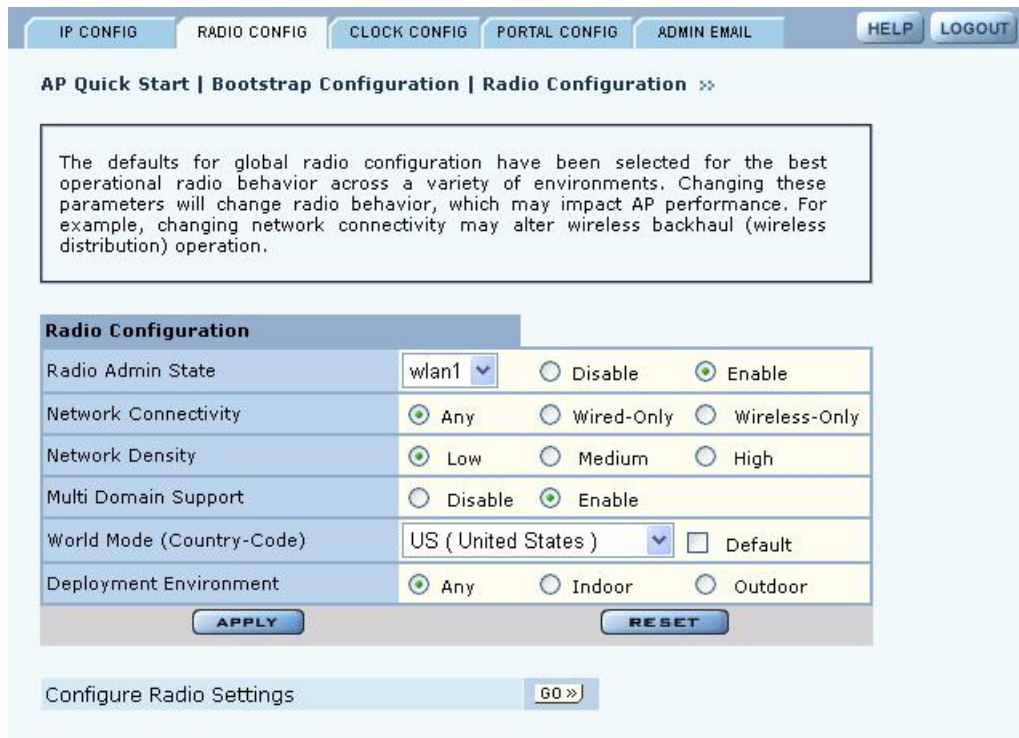 IP CONFIG RADIO CONFIG CLOCK CONFIG PORTAL CONFIG ADMIN EMAIL HELP LOGOUT
AP Quick Start | Bootstrap Configuration | Radio Configuration »
The defaults for global radio configuration have been selected for the best
operational radio behavior across a variety of environments. Changing these
parameters will change radio behavior, which may impact AP performance. For
example, changing network connectivity may alter wireless backhaul (wireless
distribution) operation.
Radio Configuration
Radio Admin State wlan1 Disable Enable
Network Connectivity Any Wired-Only Wireless-Only
Network Density Low Medium High
Multi Domain Support Disable Enable
World Mode (Country-Code) US ( United States ) Default
Deployment Environment Any Indoor Outdoor
APPLY RESET
Configure Radio Settings GO »